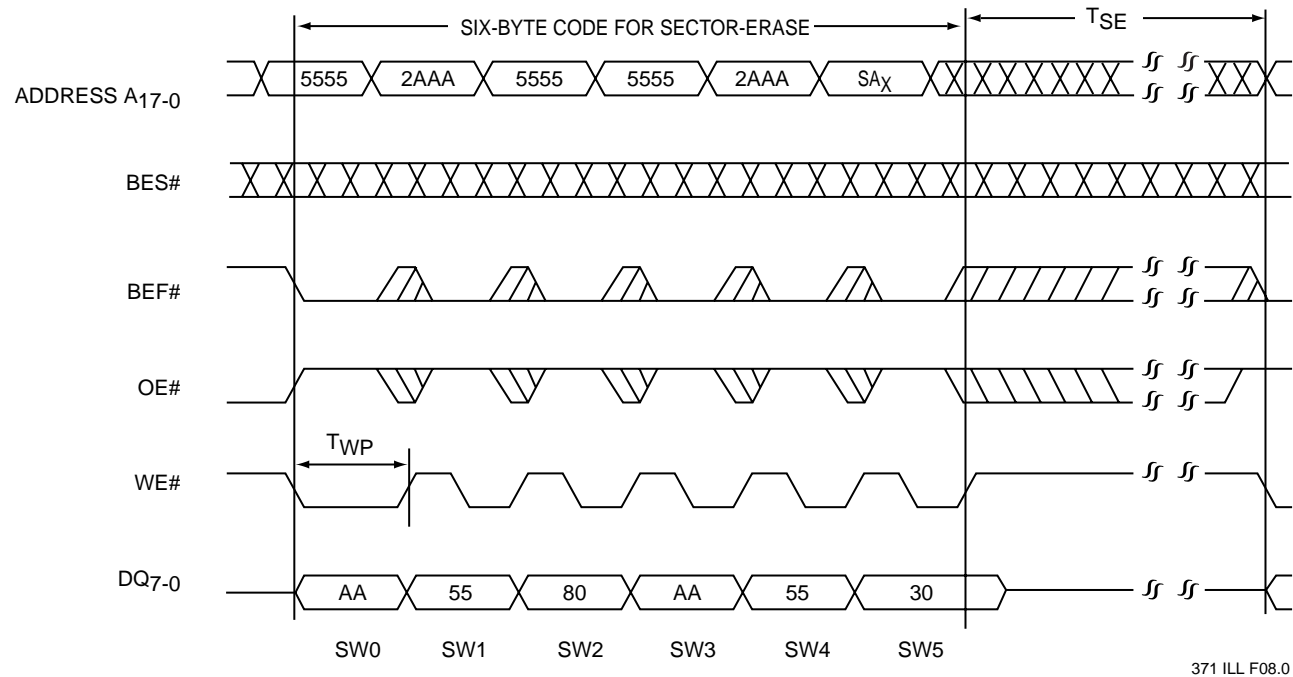 SIX-BYTE CODE FOR SECTOR-ERASE TSE
ADDRESS A17-0 5555 2AAA 5555 5555 2AAA SAX
BES#
BEF#
OE#
TWP
WE#
DQ7-0 AA 55 80 AA 55 30
SW0 SW1 SW2 SW3 SW4 SW5
371 ILL F08.0